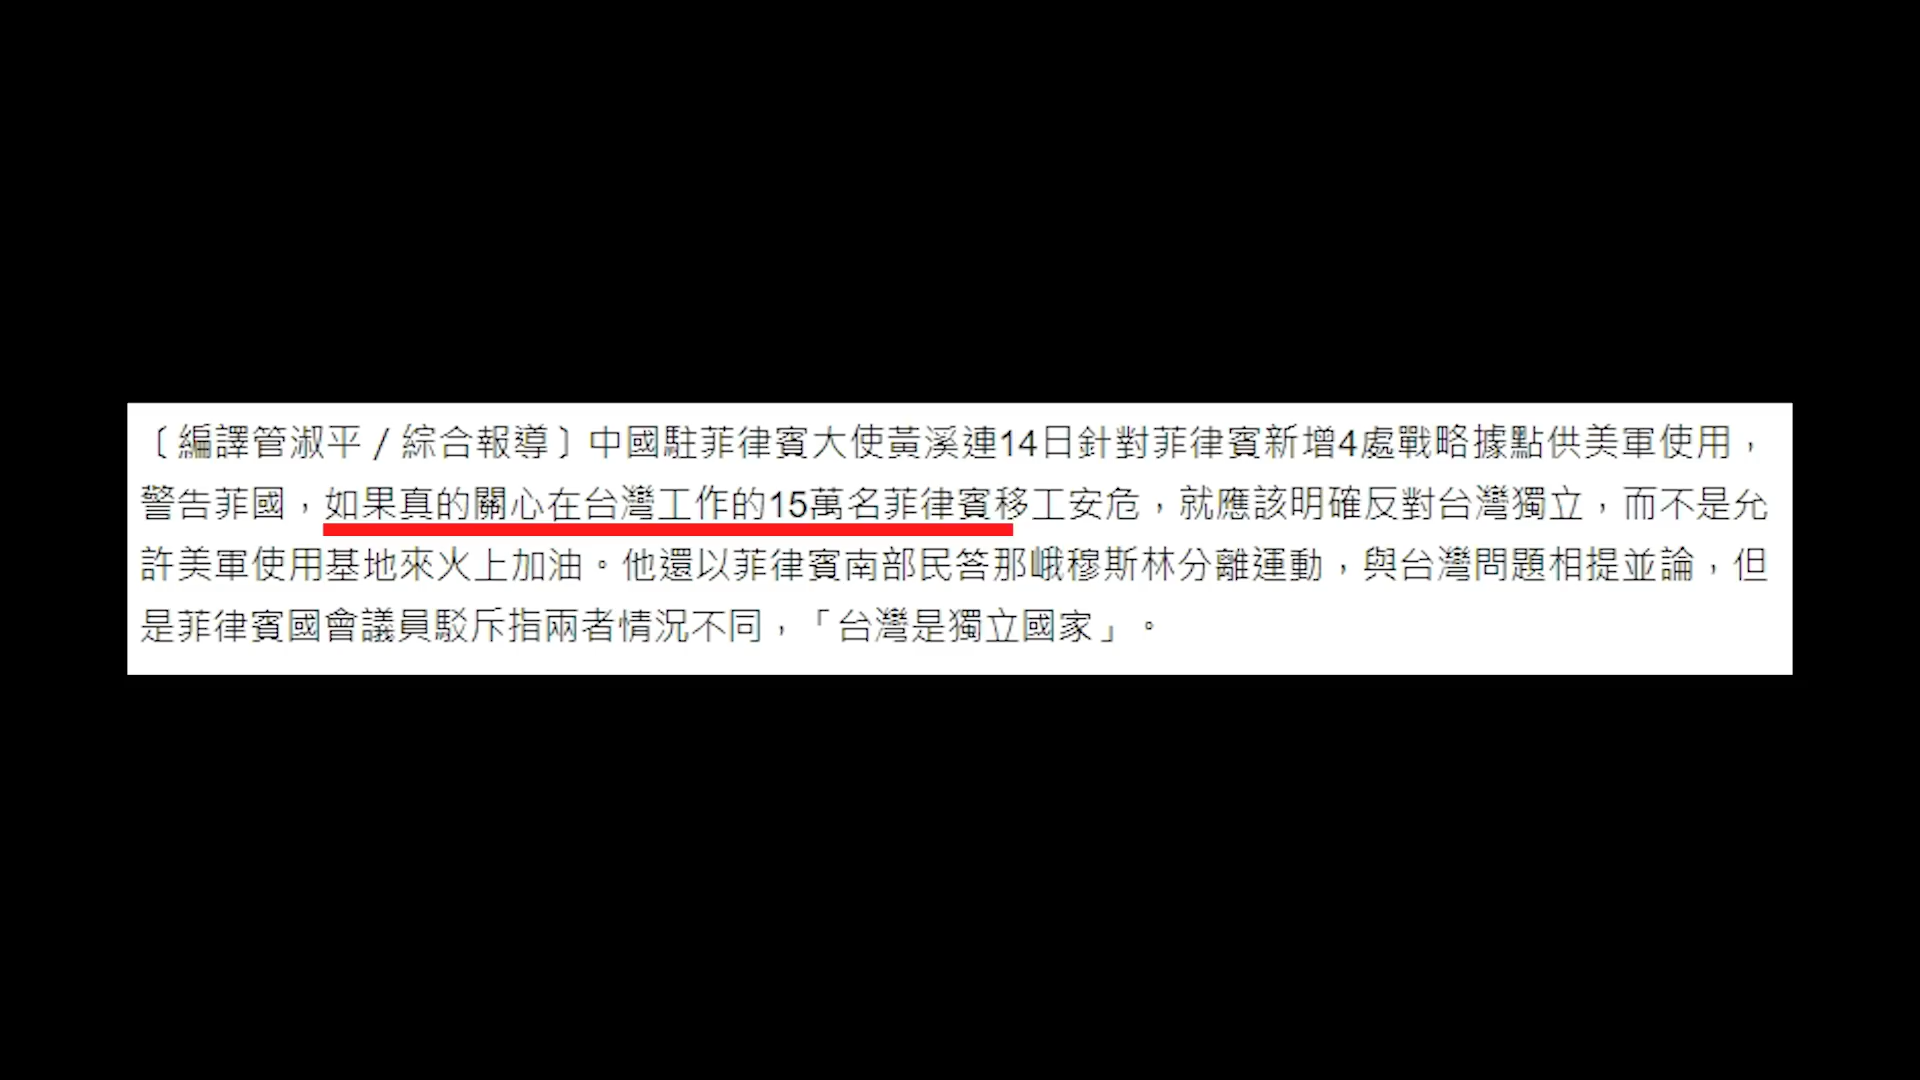 〔編譯管淑平／綜合報導〕中國駐菲律賓大使黃溪連14日針對菲律賓新增4處戰略據點供美軍使用，
警告菲國，如果真的關心在台灣工作的15萬名菲律賓移工安危，就應該明確反對台灣獨立，而不是允
許美軍使用基地來火上加油。他還以菲律賓南部民答那峨穆斯林分離運動，與台灣問題相提並論，但
是菲律賓國會議員駁斥指兩者情況不同，「台灣是獨立國家」。